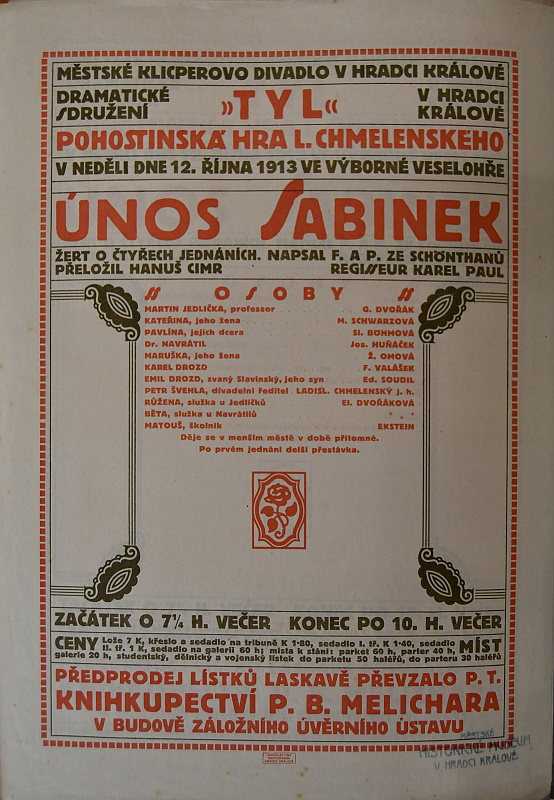 MĚSTSKÉ KLICPEROVO DIVADLO V HRADCI KRÁLOVÉ
DRAMATICKÉ SDRUŽENÍ »TYL« V HRADCI KRÁLOVÉ
POHOSTINSKÁ HRA L. CHMELENSKÉHO
V NEDĚLI DNE 12. ŘÍJNA 1913 VE VÝBORNÉ VESELOHŘE
ÚNOS SABINEK
ŽERT O ČTYŘECH JEDNÁNÍCH. NAPSAL F. A P. ZE SCHÖNTHANŮ
PŘELOŽIL HANUŠ CIMR REGISSEUR KAREL PAUL
OSOBY
MARTIN JEDLIČKA, professor G. DVOŘÁK
KATEŘINA, jeho žena M. SCHWARZOVÁ
PAVLÍNA, jejich dcera Sl. BÖHMOVÁ
Dr. NAVRÁTIL Jos. HUŇÁČEK
MARUŠKA, jeho žena Ž. OMOVÁ
KAREL DROZD F. VALÁŠEK
EMIL DROZD, zvaný Slavinský, jeho syn Ed. SOUDIL
PETR ŠVEHLA, divadelní ředitel LADISL. CHMELENSKÝ j. h.
RŮŽENA, služka u Jedličků El. DVOŘÁKOVÁ
BĚTA, služka u Navrátilů * * *
MATOUŠ, školník EKSTEIN
Děje se v menším městě v době přítomné.
Po prvém jednání delší přestávka.
ZAČÁTEK O 7¼ H. VEČER KONEC PO 10. H. VEČER
CENY MÍST
Lože 7 K, křeslo a sedadlo na tribuně K 1·80, sedadlo I. tř. K 1·40, sedadlo
II. tř. 1 K, sedadlo na galerii 60 h; místa k stání: parket 60 h, parter 40 h,
galerie 20 h, studentský, dělnický a vojenský lístek do parketu 50 haléřů, do parteru 30 haléřů
PŘEDPRODEJ LÍSTKŮ LASKAVĚ PŘEVZALO P. T.
KNIHKUPECTVÍ P. B. MELICHARA
V BUDOVĚ ZÁLOŽNÍHO ÚVĚRNÍHO ÚSTAVU
MĚSTSKÉ
HISTORICKÉ MUSEUM
V HRADCI KRÁLOVÉ